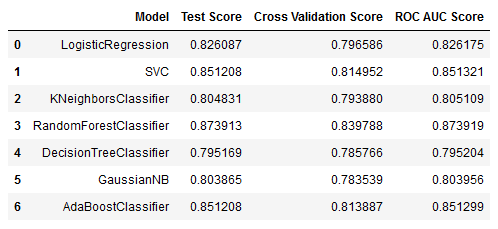 Model Test Score Cross Validation Score ROC AUC Score
0 LogisticRegression 0.826087 0.796586 0.826175
1 SVC 0.851208 0.814952 0.851321
2 KNeighborsClassifier 0.804831 0.793880 0.805109
3 RandomForestClassifier 0.873913 0.839788 0.873919
4 DecisionTreeClassifier 0.795169 0.785766 0.795204
5 GaussianNB 0.803865 0.783539 0.803956
6 AdaBoostClassifier 0.851208 0.813887 0.851299